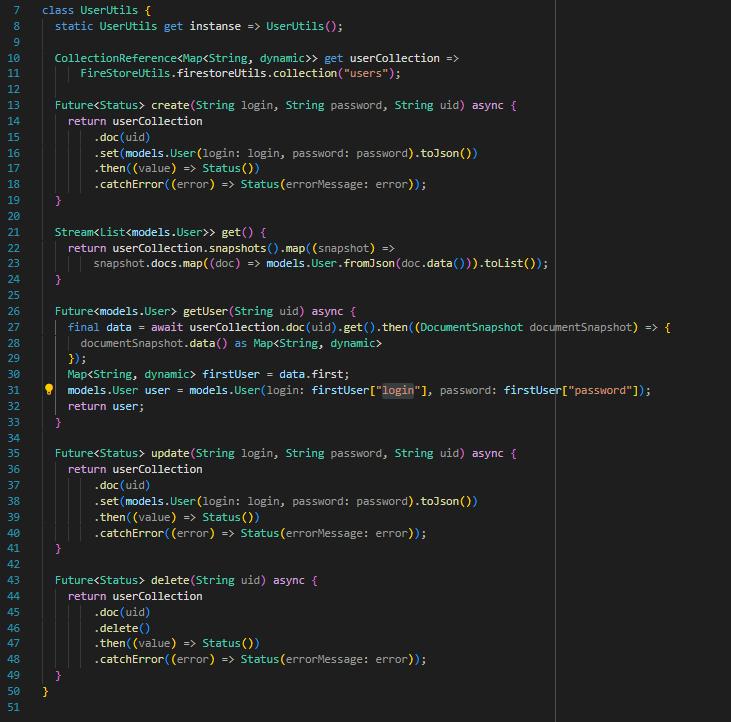 7 class UserUtils {
8   static UserUtils get instanse => UserUtils();
9
10   CollectionReference<Map<String, dynamic>> get userCollection =>
11       FireStoreUtils.firestoreUtils.collection("users");
12
13   Future<Status> create(String login, String password, String uid) async {
14     return userCollection
15         .doc(uid)
16         .set(models.User(login: login, password: password).toJson())
17         .then((value) => Status())
18         .catchError((error) => Status(errorMessage: error));
19   }
20
21   Stream<List<models.User>> get() {
22     return userCollection.snapshots().map((snapshot) =>
23         snapshot.docs.map((doc) => models.User.fromJson(doc.data())).toList());
24   }
25
26   Future<models.User> getUser(String uid) async {
27     final data = await userCollection.doc(uid).get().then((DocumentSnapshot documentSnapshot) => {
28       documentSnapshot.data() as Map<String, dynamic>
29     });
30     Map<String, dynamic> firstUser = data.first;
31     models.User user = models.User(login: firstUser["login"], password: firstUser["password"]);
32     return user;
33   }
34
35   Future<Status> update(String login, String password, String uid) async {
36     return userCollection
37         .doc(uid)
38         .set(models.User(login: login, password: password).toJson())
39         .then((value) => Status())
40         .catchError((error) => Status(errorMessage: error));
41   }
42
43   Future<Status> delete(String uid) async {
44     return userCollection
45         .doc(uid)
46         .delete()
47         .then((value) => Status())
48         .catchError((error) => Status(errorMessage: error));
49   }
50 }
51